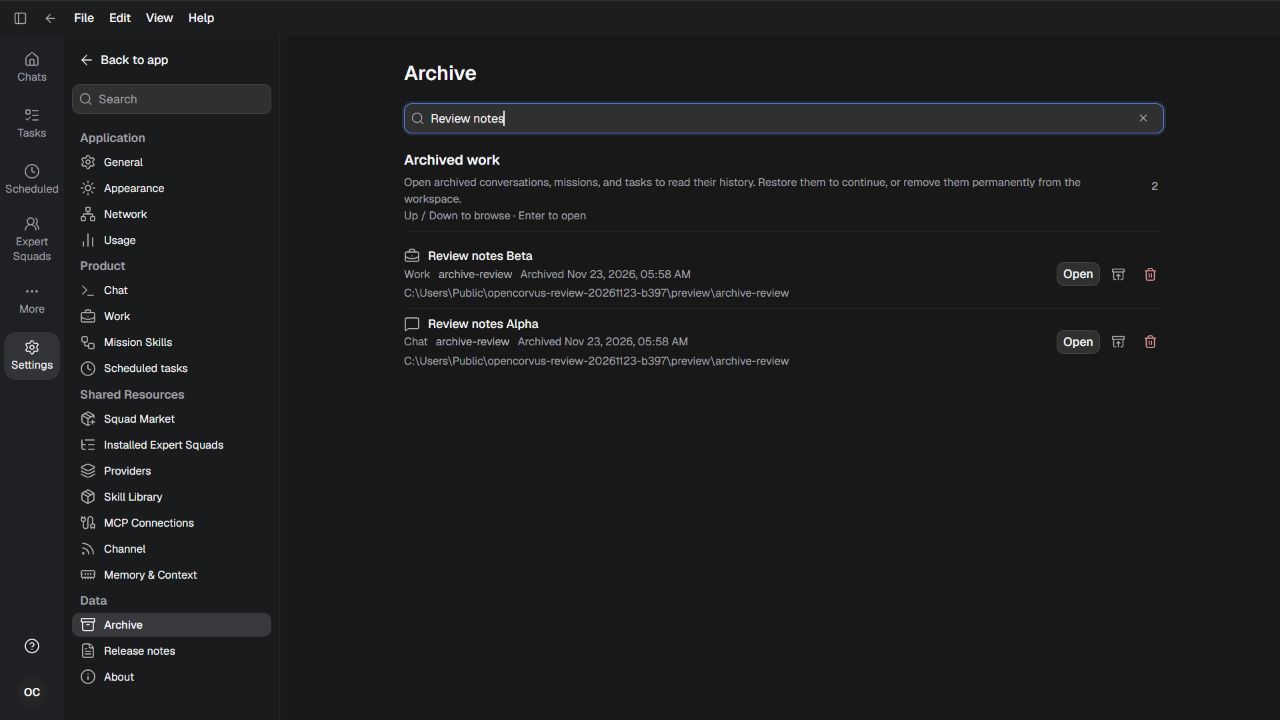 File Edit View Help
Chats
Tasks
Scheduled
Expert
Squads
More
Settings
OC
Back to app
Search
Application
General
Appearance
Network
Usage
Product
Chat
Work
Mission Skills
Scheduled tasks
Shared Resources
Squad Market
Installed Expert Squads
Providers
Skill Library
MCP Connections
Channel
Memory & Context
Data
Archive
Release notes
About
Archive
Review notes
Archived work
Open archived conversations, missions, and tasks to read their history. Restore them to continue, or remove them permanently from the
workspace.
Up / Down to browse · Enter to open
2
Review notes Beta
Work archive-review Archived Nov 23, 2026, 05:58 AM
C:\Users\Public\opencorvus-review-20261123-b397\preview\archive-review
Open
Review notes Alpha
Chat archive-review Archived Nov 23, 2026, 05:58 AM
C:\Users\Public\opencorvus-review-20261123-b397\preview\archive-review
Open